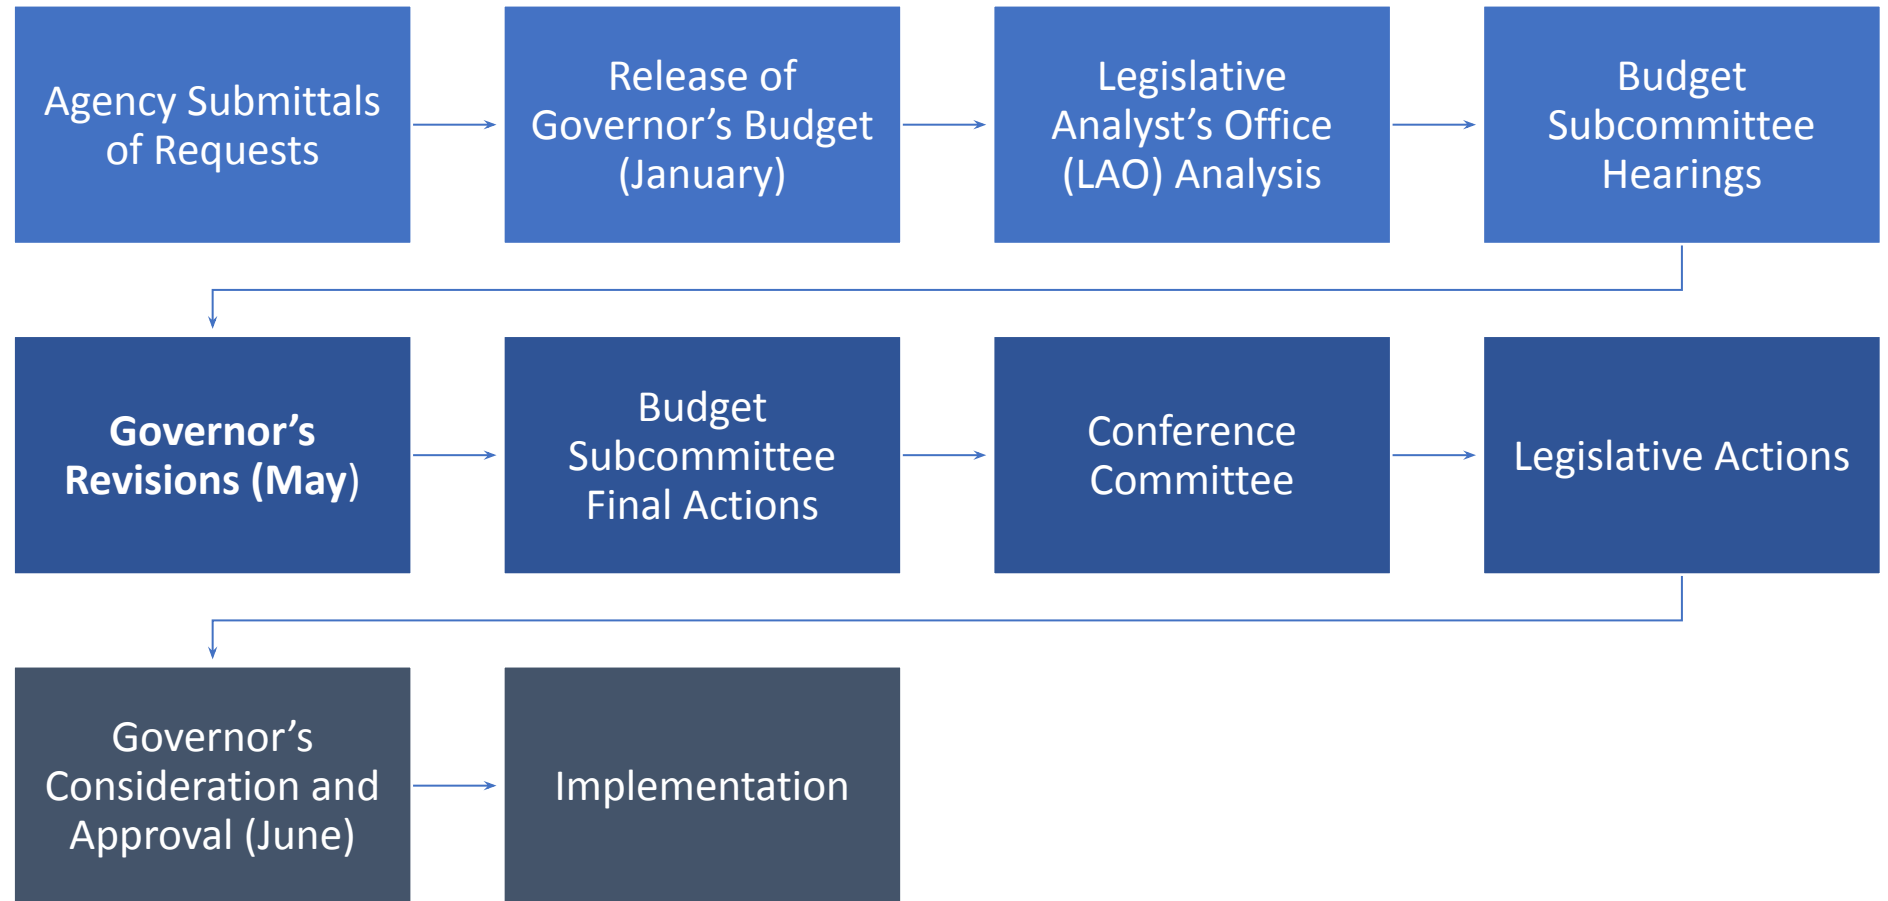 Agency Submittals
of Requests
Release of
Governor’s Budget
(January)
Legislative
Analyst’s Office
(LAO) Analysis
Budget
Subcommittee
Hearings
Governor’s
Revisions (May)
Budget
Subcommittee
Final Actions
Conference
Committee
Legislative Actions
Governor’s
Consideration and
Approval (June)
Implementation